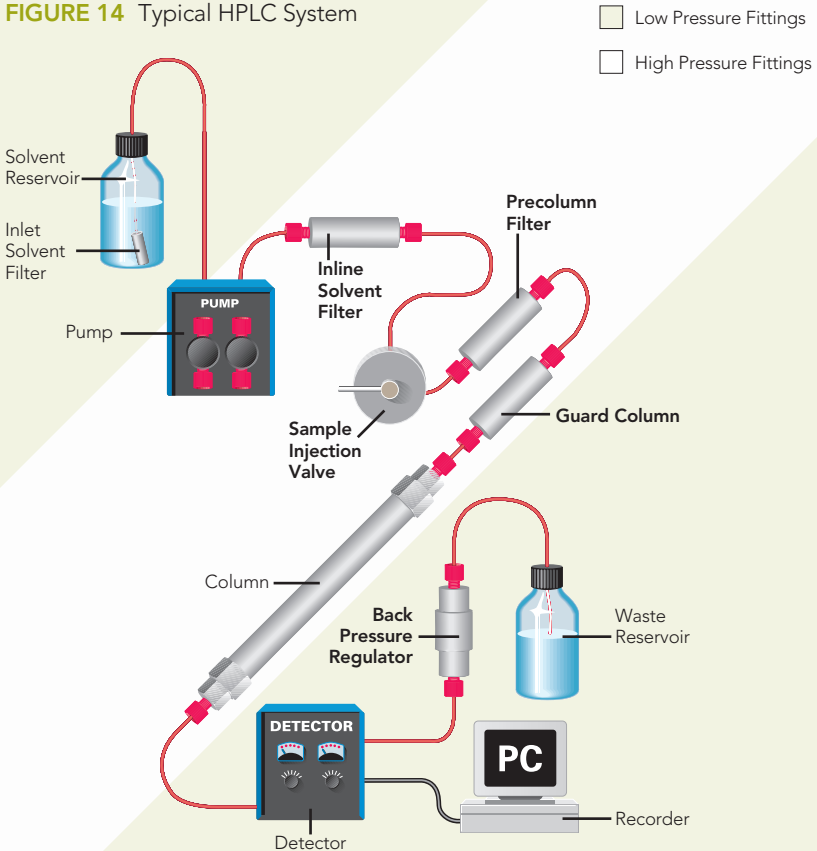 FIGURE 14 Typical HPLC System
Low Pressure Fittings
High Pressure Fittings
Solvent
Reservoir
Inlet
Solvent
Filter
PUMP
Pump
Inline
Solvent
Filter
Precolumn
Filter
Sample
Injection
Valve
Guard Column
Column
Back
Pressure
Regulator
Waste
Reservoir
DETECTOR
PC
Recorder
Detector